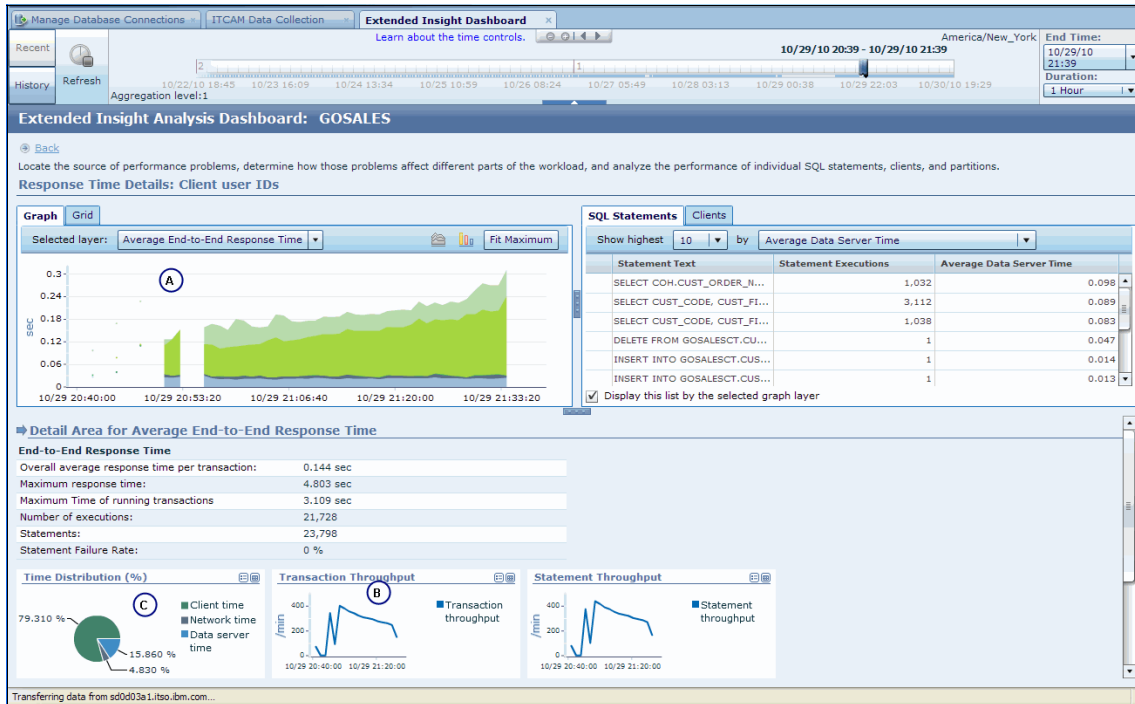 Manage Database Connections × ITCAM Data Collection × Extended Insight Dashboard ×
Recent
History
Refresh
Learn about the time controls.
America/New_York
10/29/10 20:39 - 10/29/10 21:39
2 1
10/22/10 18:45 10/23 16:09 10/24 13:34 10/25 10:59 10/26 08:24 10/27 05:49 10/28 03:13 10/29 00:38 10/29 22:03 10/30/10 19:29
Aggregation level:1
End Time:
10/29/10
21:39
Duration:
1 Hour
Extended Insight Analysis Dashboard: GOSALES
Back
Locate the source of performance problems, determine how those problems affect different parts of the workload, and analyze the performance of individual SQL statements, clients, and partitions.
Response Time Details: Client user IDs
Graph Grid
Selected layer: Average End-to-End Response Time Fit Maximum
A
sec
0.3
0.24
0.18
0.12
0.06
0
10/29 20:40:00 10/29 20:53:20 10/29 21:06:40 10/29 21:20:00 10/29 21:33:20
SQL Statements Clients
Show highest 10 by Average Data Server Time
Statement Text Statement Executions Average Data Server Time
SELECT COH.CUST_ORDER_N... 1,032 0.098
SELECT CUST_CODE, CUST_FI... 3,112 0.089
SELECT CUST_CODE, CUST_FI... 1,038 0.083
DELETE FROM GOSALESCT.CU... 1 0.047
INSERT INTO GOSALESCT.CUS... 1 0.014
INSERT INTO GOSALESCT.CUS... 1 0.013
Display this list by the selected graph layer
Detail Area for Average End-to-End Response Time
End-to-End Response Time
Overall average response time per transaction: 0.144 sec
Maximum response time: 4.803 sec
Maximum Time of running transactions 3.109 sec
Number of executions: 21,728
Statements: 23,798
Statement Failure Rate: 0 %
Time Distribution (%)
C
79.310 %
15.860 %
4.830 %
Client time
Network time
Data server
time
Transaction Throughput
B
/min
400
200
0
10/29 20:40:00 10/29 21:20:00
Transaction
throughput
Statement Throughput
/min
400
200
0
10/29 20:40:00 10/29 21:20:00
Statement
throughput
Transferring data from sd0d03a1.itso.ibm.com...